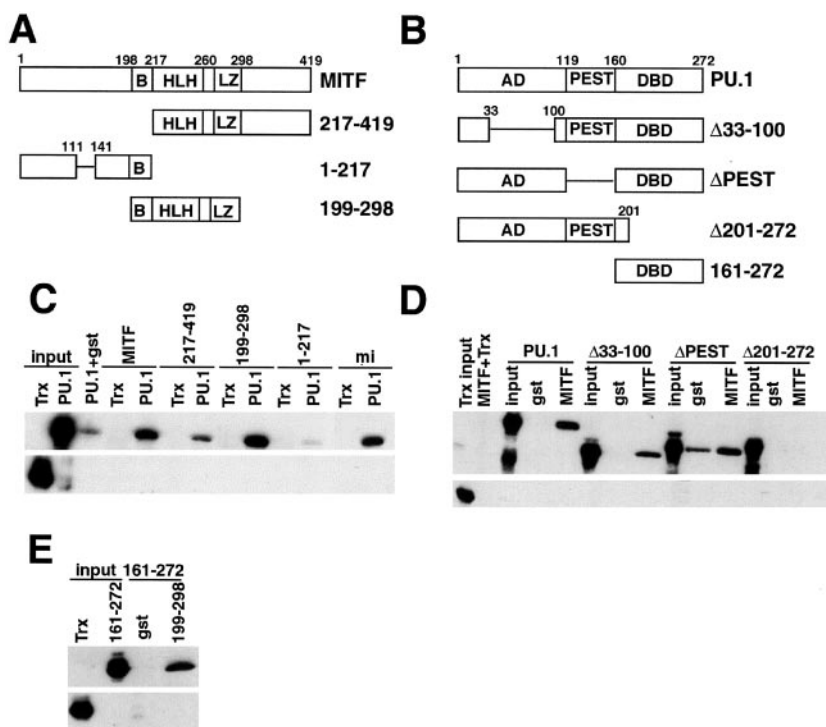 A
1 198 217 260 298 419
B HLH LZ MITF
HLH LZ 217-419
111 141
B 1-217
B HLH LZ 199-298
B
1 119 160 272
AD PEST DBD PU.1
33 100
PEST DBD Δ33-100
AD DBD ΔPEST
201
AD PEST Δ201-272
DBD 161-272
C
input PU.1+gst MITF 217-419 199-298 1-217 mi
Trx PU.1 Trx PU.1 Trx PU.1 Trx PU.1 Trx PU.1 Trx PU.1
D
Trx input MITF+Trx PU.1 Δ33-100 ΔPEST Δ201-272
input gst MITF input gst MITF input gst MITF input gst MITF
E
input 161-272
Trx 161-272 gst 199-298